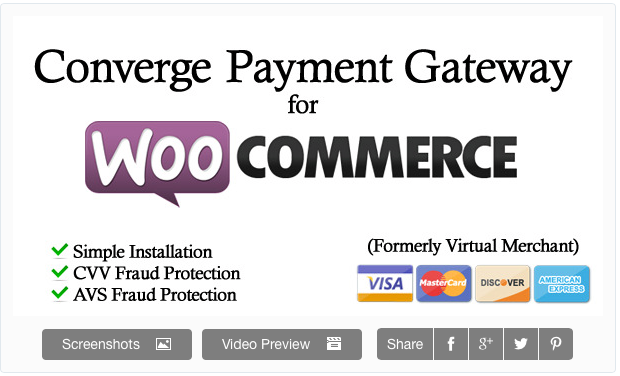 Converge Payment Gateway
for
WOO COMMERCE
Simple Installation
CVV Fraud Protection
AVS Fraud Protection
(Formerly Virtual Merchant)
VISA MasterCard DISCOVER AMERICAN EXPRESS
Screenshots Video Preview Share f g+